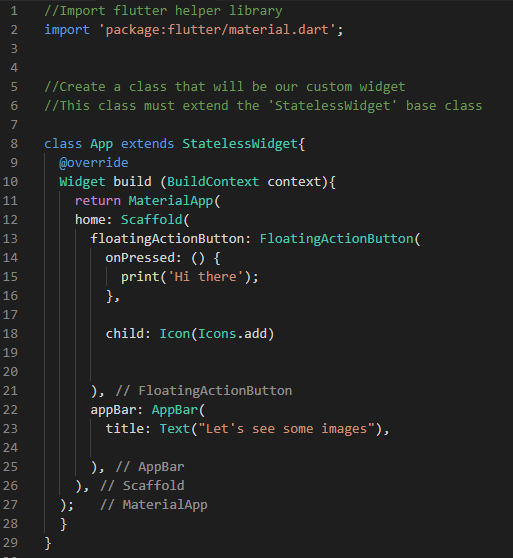 1 //Import flutter helper library
2 import 'package:flutter/material.dart';
3
4
5 //Create a class that will be our custom widget
6 //This class must extend the 'StatelessWidget' base class
7
8 class App extends StatelessWidget{
9 @override
10 Widget build (BuildContext context){
11 return MaterialApp(
12 home: Scaffold(
13 floatingActionButton: FloatingActionButton(
14 onPressed: () {
15 print('Hi there');
16 },
17
18 child: Icon(Icons.add)
19
20
21 ), // FloatingActionButton
22 appBar: AppBar(
23 title: Text("Let's see some images"),
24
25 ), // AppBar
26 ), // Scaffold
27 ); // MaterialApp
28 }
29 }